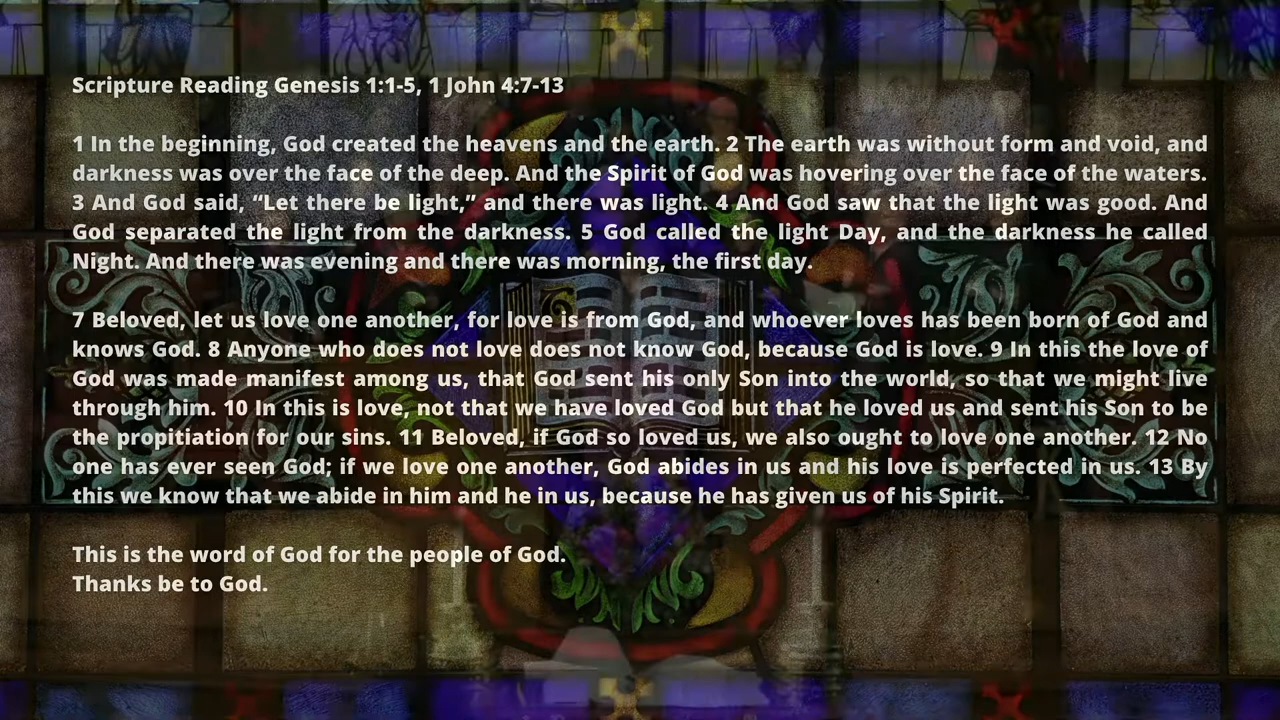 Scripture Reading Genesis 1:1-5, 1 John 4:7-13
1 In the beginning, God created the heavens and the earth. 2 The earth was without form and void, and
darkness was over the face of the deep. And the Spirit of God was hovering over the face of the waters.
3 And God said, “Let there be light,” and there was light. 4 And God saw that the light was good. And
God separated the light from the darkness. 5 God called the light Day, and the darkness he called
Night. And there was evening and there was morning, the first day.
7 Beloved, let us love one another, for love is from God, and whoever loves has been born of God and
knows God. 8 Anyone who does not love does not know God, because God is love. 9 In this the love of
God was made manifest among us, that God sent his only Son into the world, so that we might live
through him. 10 In this is love, not that we have loved God but that he loved us and sent his Son to be
the propitiation for our sins. 11 Beloved, if God so loved us, we also ought to love one another. 12 No
one has ever seen God; if we love one another, God abides in us and his love is perfected in us. 13 By
this we know that we abide in him and he in us, because he has given us of his Spirit.
This is the word of God for the people of God.
Thanks be to God.